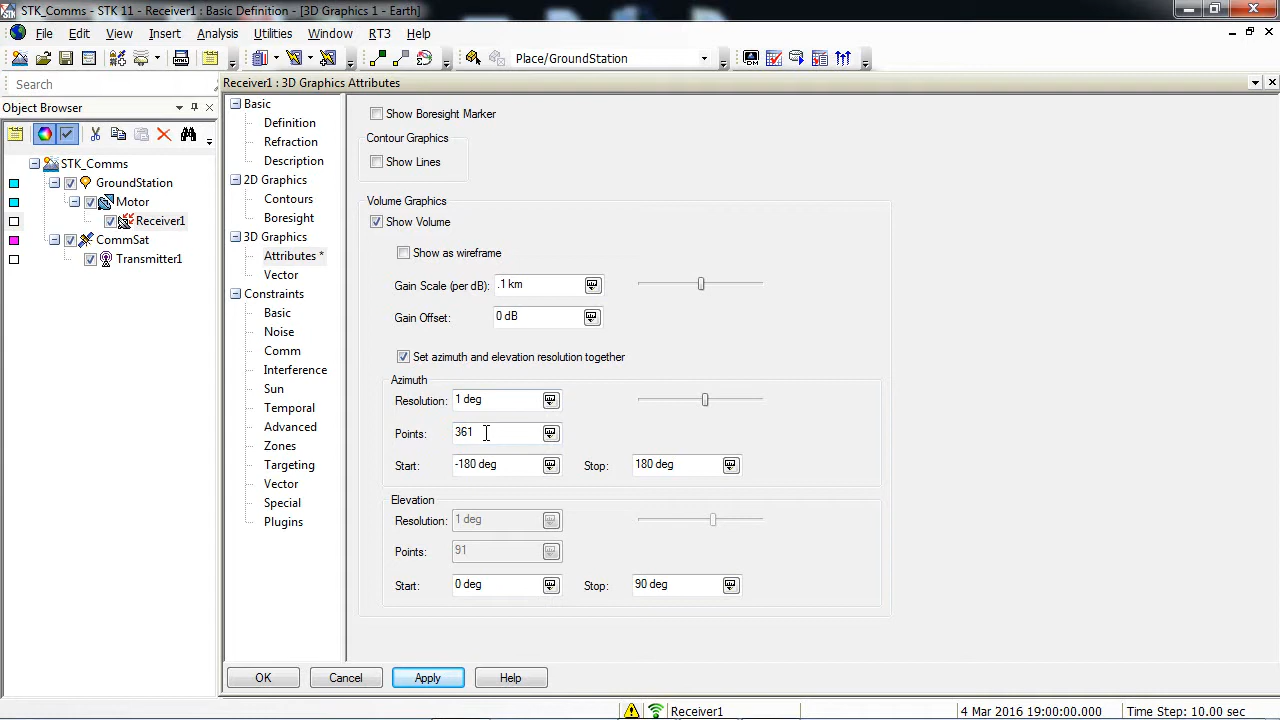 STK_Comms - STK 11 - Receiver1 : Basic Definition - [3D Graphics 1 - Earth]
File Edit View Insert Analysis Utilities Window RT3 Help
Place/GroundStation
Search
Receiver1 : 3D Graphics Attributes
Object Browser
STK_Comms
GroundStation
Motor
Receiver1
CommSat
Transmitter1
Basic
Definition
Refraction
Description
2D Graphics
Contours
Boresight
3D Graphics
Attributes *
Vector
Constraints
Basic
Noise
Comm
Interference
Sun
Temporal
Advanced
Zones
Targeting
Vector
Special
Plugins
Show Boresight Marker
Contour Graphics
Show Lines
Volume Graphics
Show Volume
Show as wireframe
Gain Scale (per dB): .1 km
Gain Offset: 0 dB
Set azimuth and elevation resolution together
Azimuth
Resolution: 1 deg
Points: 361
Start: -180 deg Stop: 180 deg
Elevation
Resolution: 1 deg
Points: 91
Start: 0 deg Stop: 90 deg
OK Cancel Apply Help
Receiver1 4 Mar 2016 19:00:00.000 Time Step: 10.00 sec